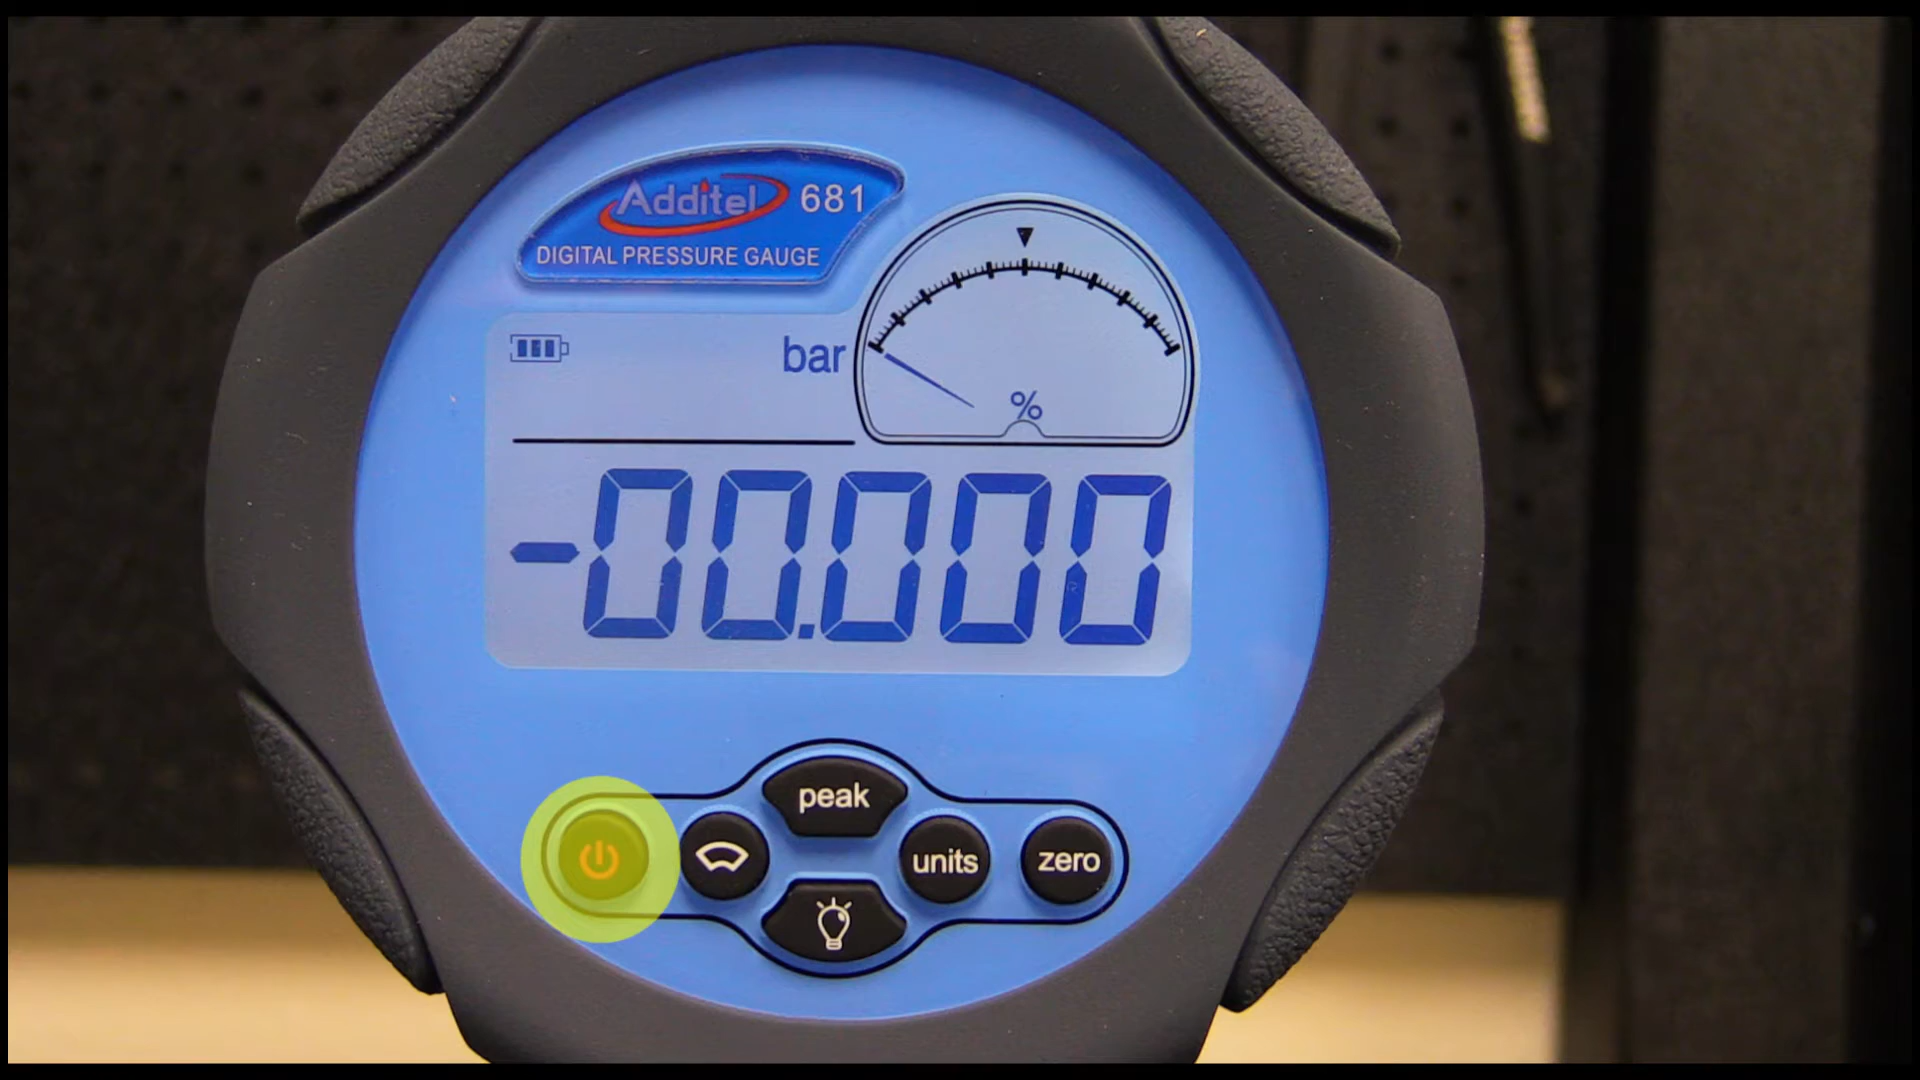 Additel 681
DIGITAL PRESSURE GAUGE
bar
%
-00.000
peak
units
zero